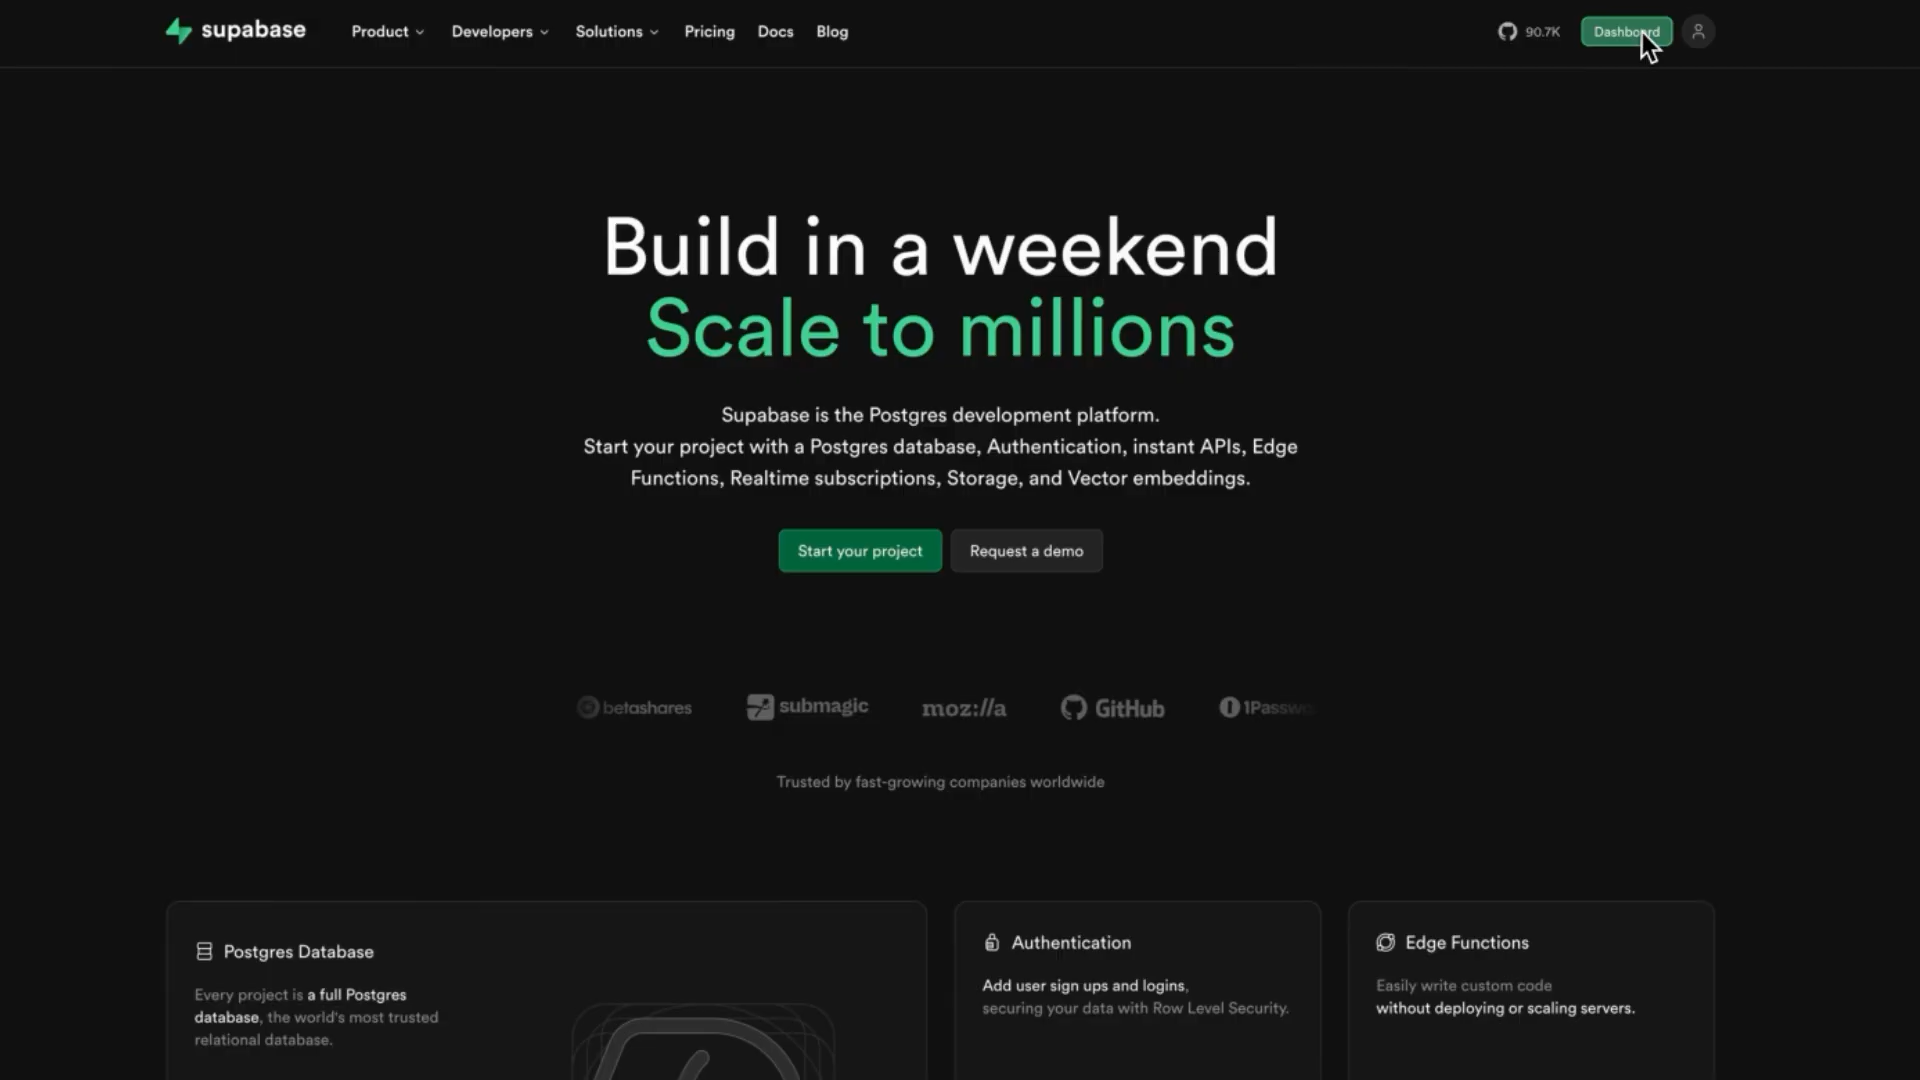 supabase
Product
Developers
Solutions
Pricing
Docs
Blog
90.7K
Dashboard
Build in a weekend
Scale to millions
Supabase is the Postgres development platform.
Start your project with a Postgres database, Authentication, instant APIs, Edge
Functions, Realtime subscriptions, Storage, and Vector embeddings.
Start your project
Request a demo
betashares
submagic
moz://a
GitHub
Trusted by fast-growing companies worldwide
Postgres Database
Every project is a full Postgres
database, the world's most trusted
relational database.
Authentication
Add user sign ups and logins,
securing your data with Row Level Security.
Edge Functions
Easily write custom code
without deploying or scaling servers.